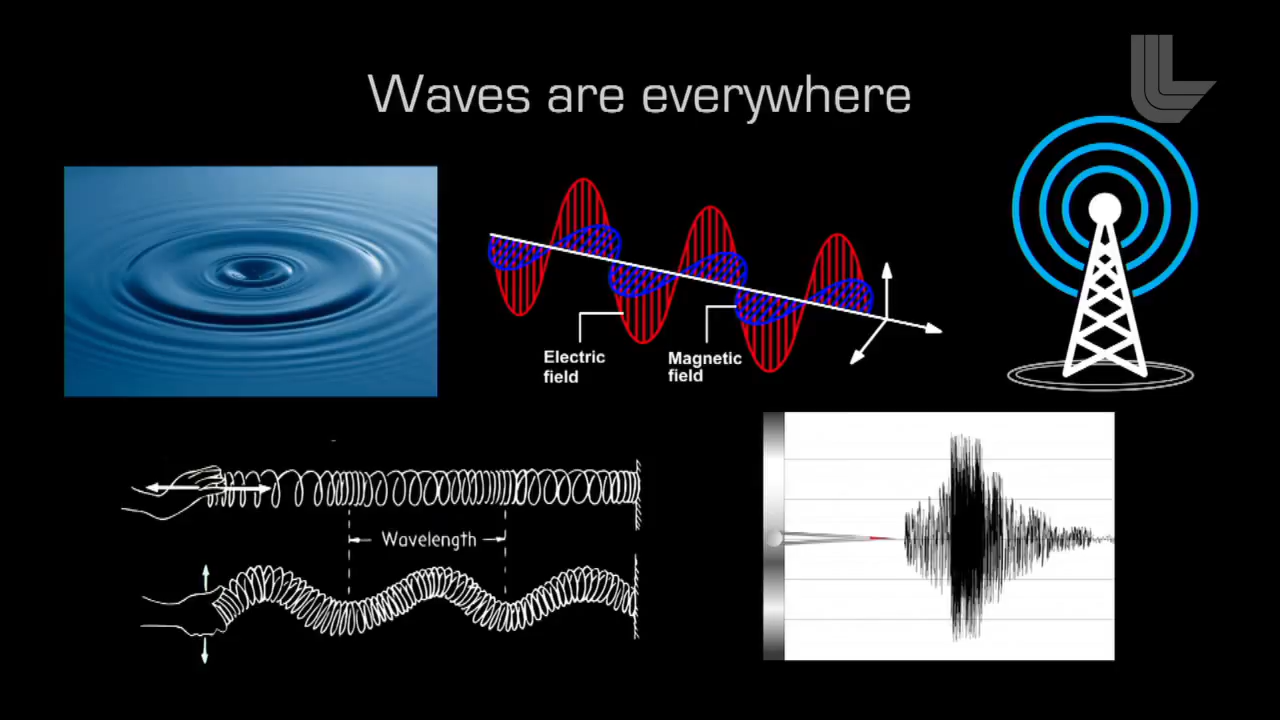 Waves are everywhere
Electric
field
Magnetic
field
Wavelength